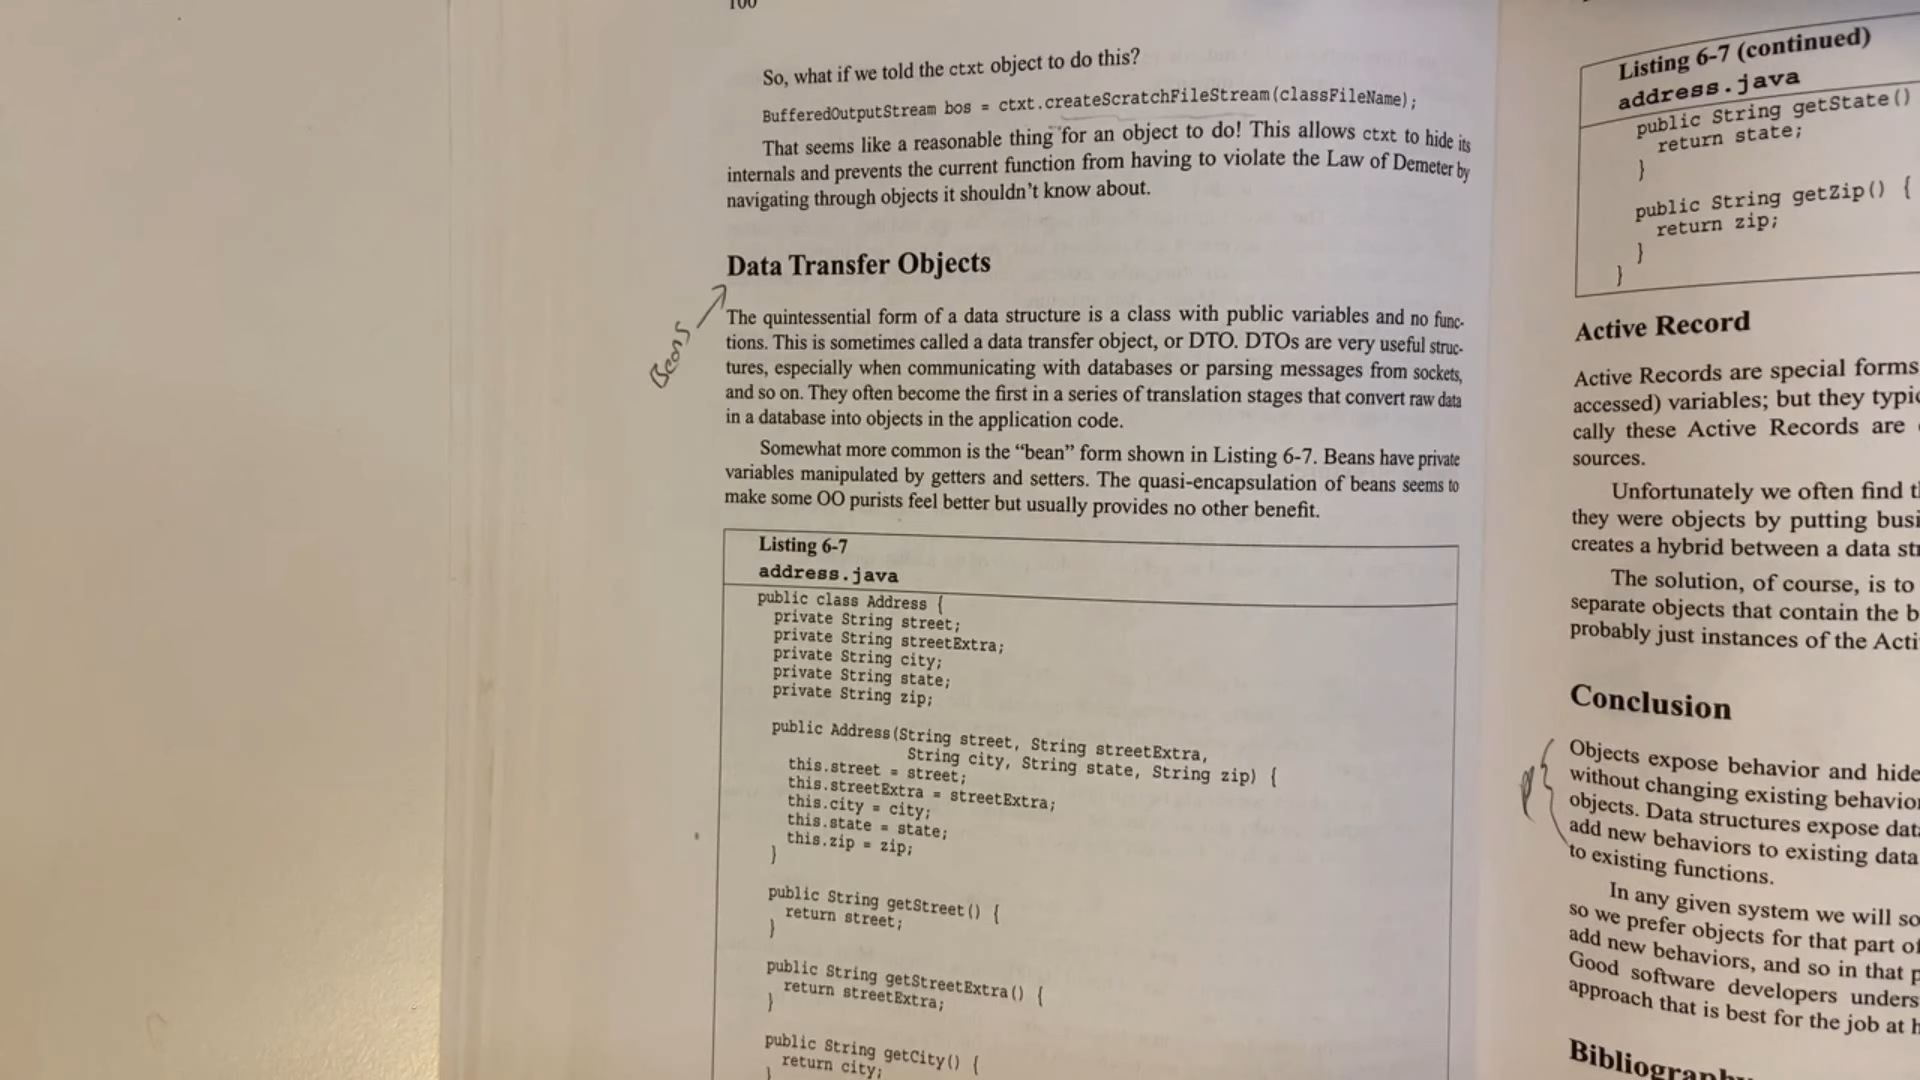 100
So, what if we told the ctxt object to do this?
BufferedOutputStream bos = ctxt.createScratchFileStream(classFileName);
That seems like a reasonable thing for an object to do! This allows ctxt to hide its
internals and prevents the current function from having to violate the Law of Demeter by
navigating through objects it shouldn't know about.
Data Transfer Objects
Beans
The quintessential form of a data structure is a class with public variables and no func-
tions. This is sometimes called a data transfer object, or DTO. DTOs are very useful struc-
tures, especially when communicating with databases or parsing messages from sockets,
and so on. They often become the first in a series of translation stages that convert raw data
in a database into objects in the application code.
Somewhat more common is the “bean” form shown in Listing 6-7. Beans have private
variables manipulated by getters and setters. The quasi-encapsulation of beans seems to
make some OO purists feel better but usually provides no other benefit.
Listing 6-7
address.java
public class Address {
private String street;
private String streetExtra;
private String city;
private String state;
private String zip;
public Address(String street, String streetExtra,
String city, String state, String zip) {
this.street = street;
this.streetExtra = streetExtra;
this.city = city;
this.state = state;
this.zip = zip;
}
public String getStreet() {
return street;
}
public String getStreetExtra() {
return streetExtra;
}
public String getCity() {
return city;
}
Listing 6-7 (continued)
address.java
public String getState()
return state;
}
public String getZip() {
return zip;
}
}
Active Record
Active Records are special forms
accessed) variables; but they typic
cally these Active Records are
sources.
Unfortunately we often find t
they were objects by putting busi
creates a hybrid between a data st
The solution, of course, is to
separate objects that contain the b
probably just instances of the Acti
Conclusion
Objects expose behavior and hide
without changing existing behavior
objects. Data structures expose data
add new behaviors to existing data
to existing functions.
In any given system we will so
so we prefer objects for that part of
add new behaviors, and so in that p
Good software developers unders
approach that is best for the job at h
Bibliography